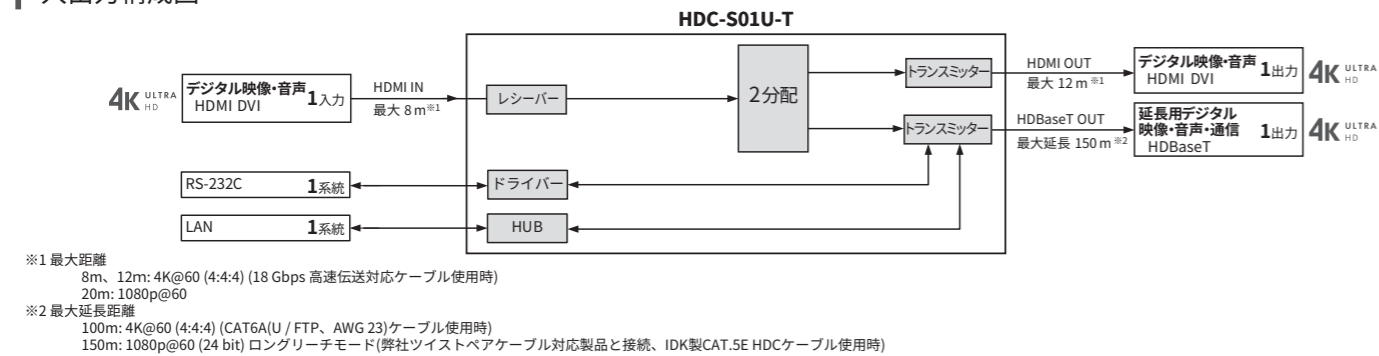 HDC-S01U-T
4K ULTRA HD
デジタル映像・音声
HDMI DVI
1入力
HDMI IN
最大 8 m※1
レシーバー
2分配
トランスミッター
HDMI OUT
最大 12 m※1
デジタル映像・音声
HDMI DVI
1出力
4K ULTRA HD
トランスミッター
HDBaseT OUT
最大延長 150 m※2
延長用デジタル
映像・音声・通信
HDBaseT
1出力
4K ULTRA HD
RS-232C
1系統
ドライバー
LAN
1系統
HUB
※1 最大距離
8m、12m: 4K@60 (4:4:4) (18 Gbps 高速伝送対応ケーブル使用時)
20m: 1080p@60
※2 最大延長距離
100m: 4K@60 (4:4:4) (CAT6A(U / FTP、AWG 23)ケーブル使用時)
150m: 1080p@60 (24 bit) ロングリーチモード(弊社ツイストペアケーブル対応製品と接続、IDK製CAT.5E HDCケーブル使用時)